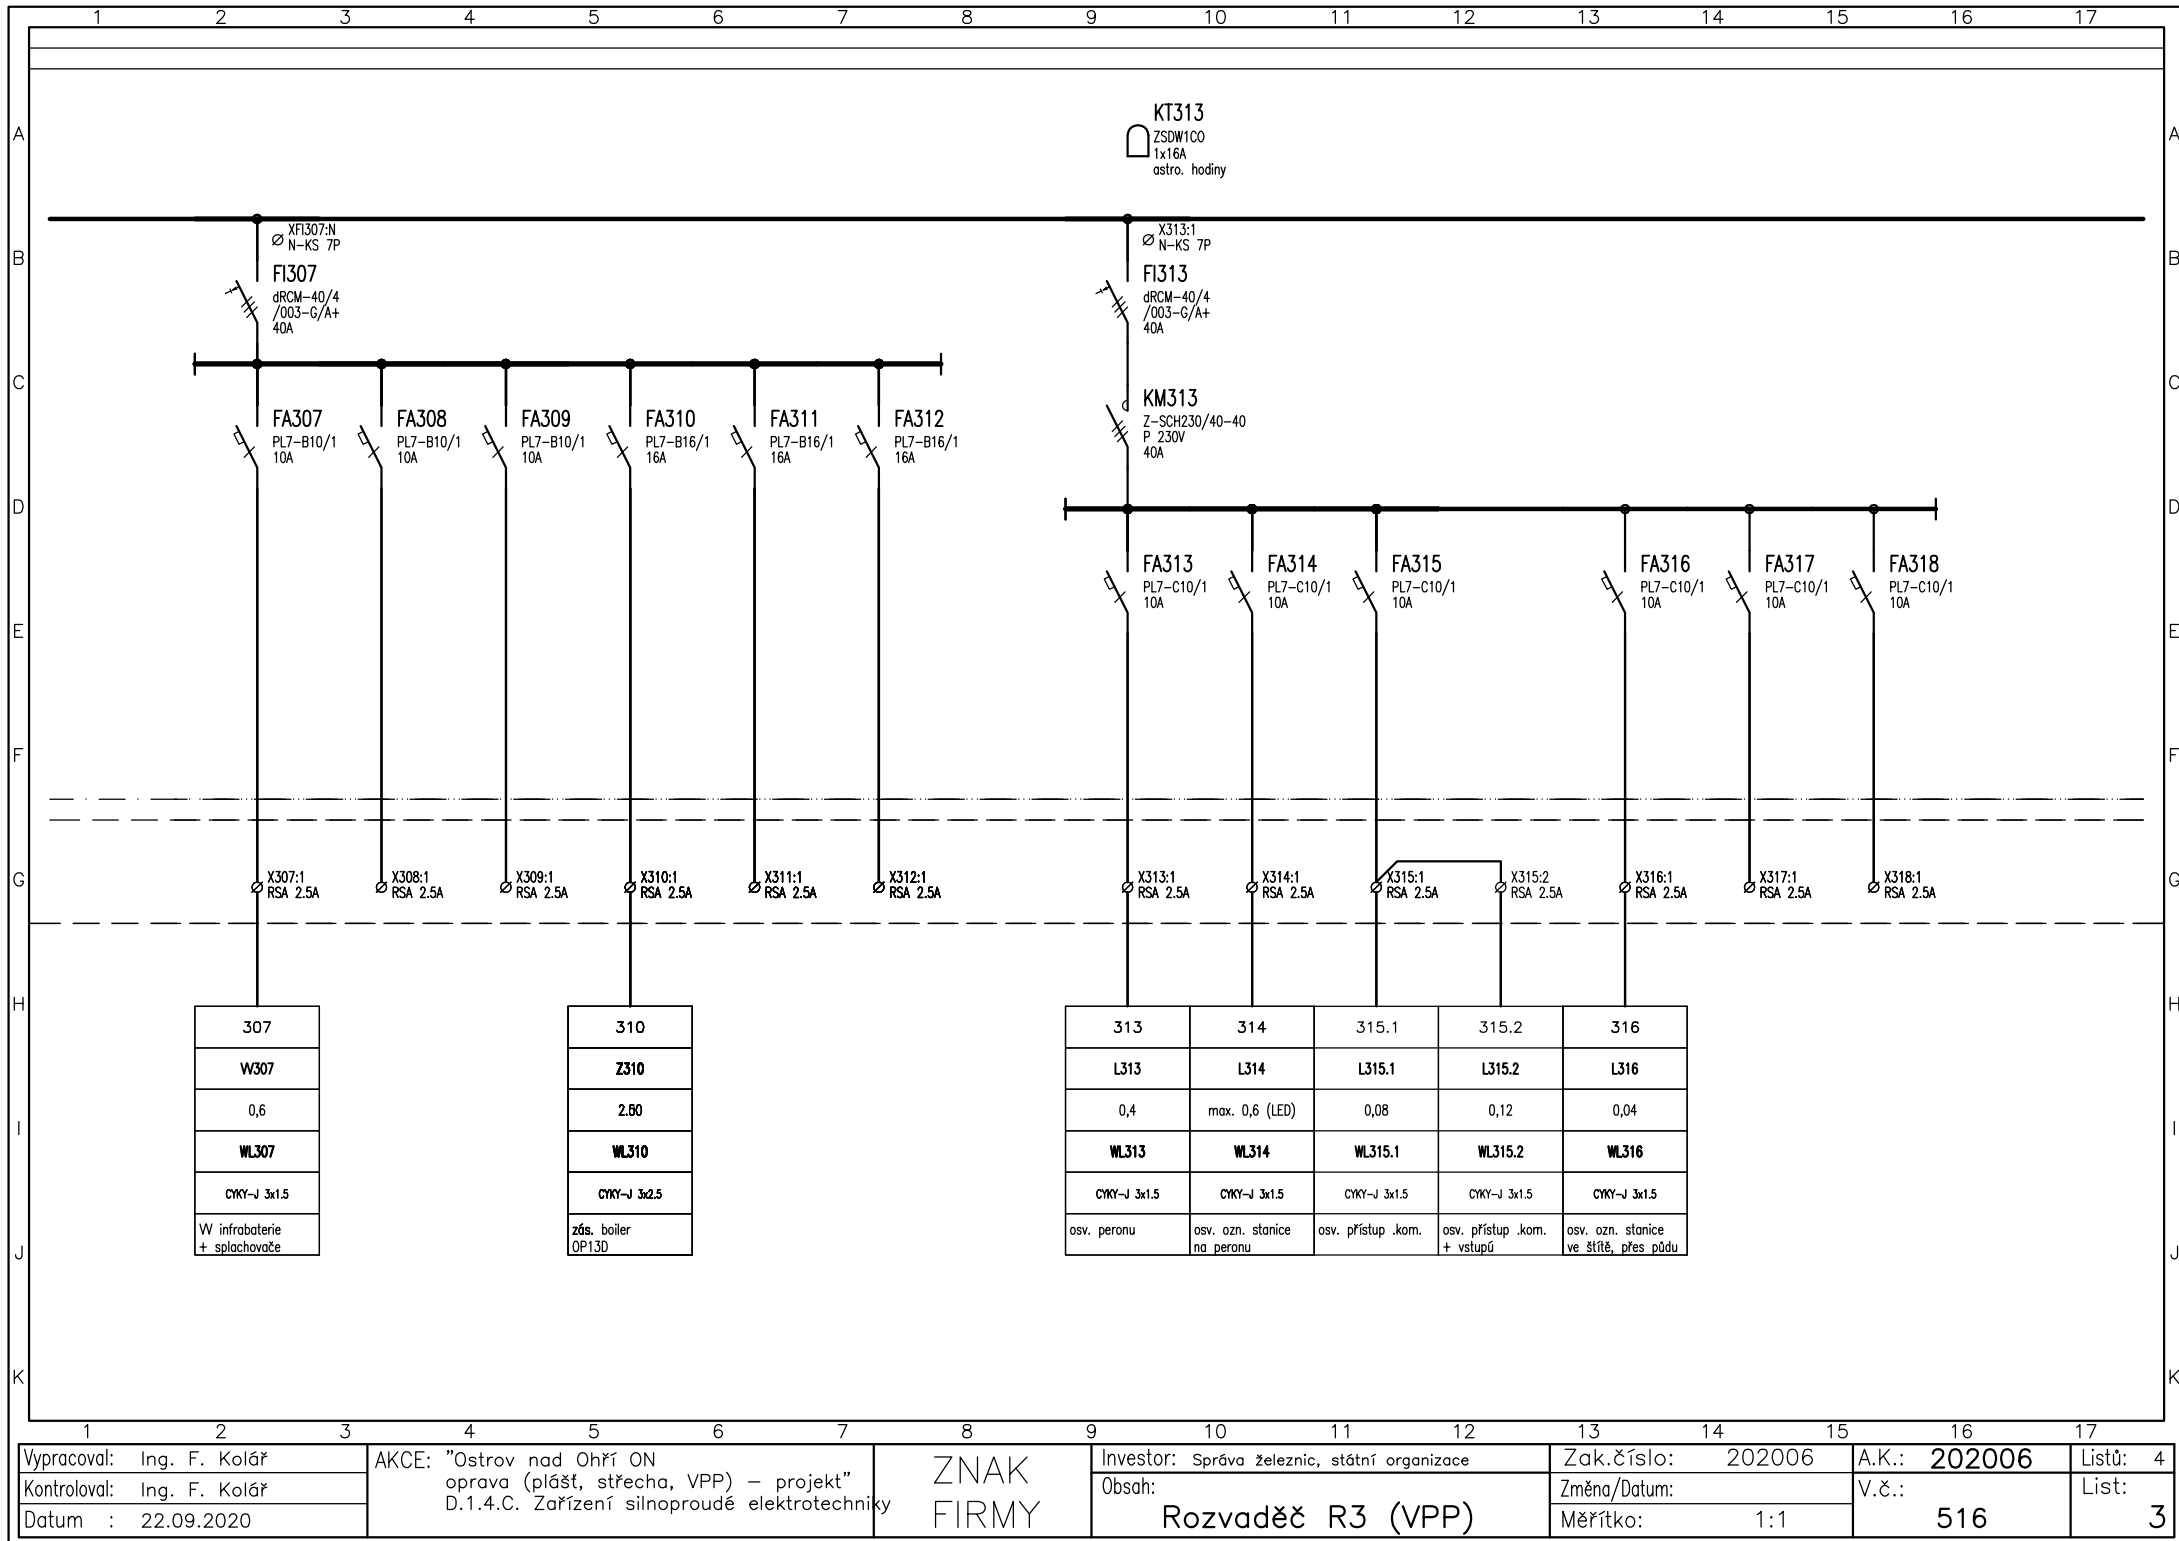 1 2 3 4 5 6 7 8 9 10 11 12 13 14 15 16 17
KT313
ZSDW1CO
1x16A
astro. hodiny
A A
XFI307:N
N-KS 7P
X313:1
N-KS 7P
B B
FI307
dRCM-40/4
/003-G/A+
40A
FI313
dRCM-40/4
/003-G/A+
40A
C C
KM313
Z-SCH230/40-40
P 230V
40A
FA307 FA308 FA309 FA310 FA311 FA312
PL7-B10/1 PL7-B10/1 PL7-B10/1 PL7-B16/1 PL7-B16/1 PL7-B16/1
10A 10A 10A 16A 16A 16A
D D
FA313 FA314 FA315 FA316 FA317 FA318
PL7-C10/1 PL7-C10/1 PL7-C10/1 PL7-C10/1 PL7-C10/1 PL7-C10/1
10A 10A 10A 10A 10A 10A
E E
F F
G G
X307:1 X308:1 X309:1 X310:1 X311:1 X312:1 X313:1 X314:1 X315:1 X315:2 X316:1 X317:1 X318:1
RSA 2.5A RSA 2.5A RSA 2.5A RSA 2.5A RSA 2.5A RSA 2.5A RSA 2.5A RSA 2.5A RSA 2.5A RSA 2.5A RSA 2.5A RSA 2.5A RSA 2.5A
H H
307 310 313 314 315.1 315.2 316
W307 Z310 L313 L314 L315.1 L315.2 L316
0,6 0,4 max. 0,6 (LED) 0,08 0,12 0,04
I I
WL307 WL310 WL313 WL314 WL315.1 WL315.2 WL316
CYKY-J 3x1.5 CYKY-J 3x2.5 CYKY-J 3x1.5 CYKY-J 3x1.5 CYKY-J 3x1.5 CYKY-J 3x1.5 CYKY-J 3x1.5
W infrabaterie zás. boiler osv. peronu osv. ozn. stanice osv. přístup .kom. osv. přístup .kom. osv. ozn. stanice
+ splachovače OP13D na peronu + vstupů ve štítě, přes půdu
J J
K K
1 2 3 4 5 6 7 8 9 10 11 12 13 14 15 16 17
Vypracoval: Ing. F. Kolář
Kontroloval: Ing. F. Kolář
Datum : 22.09.2020
AKCE: "Ostrov nad Ohří ON
oprava (plášť, střecha, VPP) – projekt"
D.1.4.C. Zařízení silnoproudé elektrotechniky
ZNAK
FIRMY
Investor: Správa železnic, státní organizace
Obsah:
Rozvaděč R3 (VPP)
Zak.číslo: 202006
Změna/Datum:
Měřítko: 1:1
A.K.: 202006
V.č.:
516
Listů: 4
List:
3